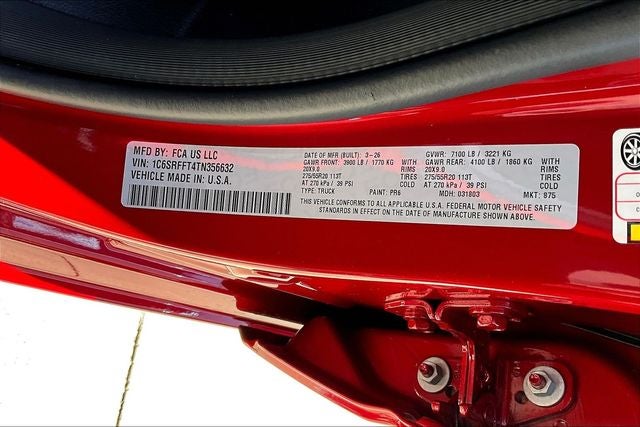 MFD BY: FCA US LLC
VIN: 1C6SRFFT4TN356632
VEHICLE MADE IN: U.S.A.
DATE OF MFR (BUILT): 3-26
GVWR: 7100 LB / 3221 KG
GAWR FRONT: 3900 LB / 1770 KG WITH
GAWR REAR: 4100 LB / 1860 KG WITH
20X9.0 RIMS
20X9.0 RIMS
275/55R20 113T TIRES
275/55R20 113T TIRES
AT 270 kPa / 39 PSI
AT 270 kPa / 39 PSI
TYPE: TRUCK PAINT: PR6 MDH: 031803 MKT: 875
THIS VEHICLE CONFORMS TO ALL APPLICABLE U.S.A. FEDERAL MOTOR VEHICLE SAFETY
STANDARDS IN EFFECT ON THE DATE OF MANUFACTURE SHOWN ABOVE.